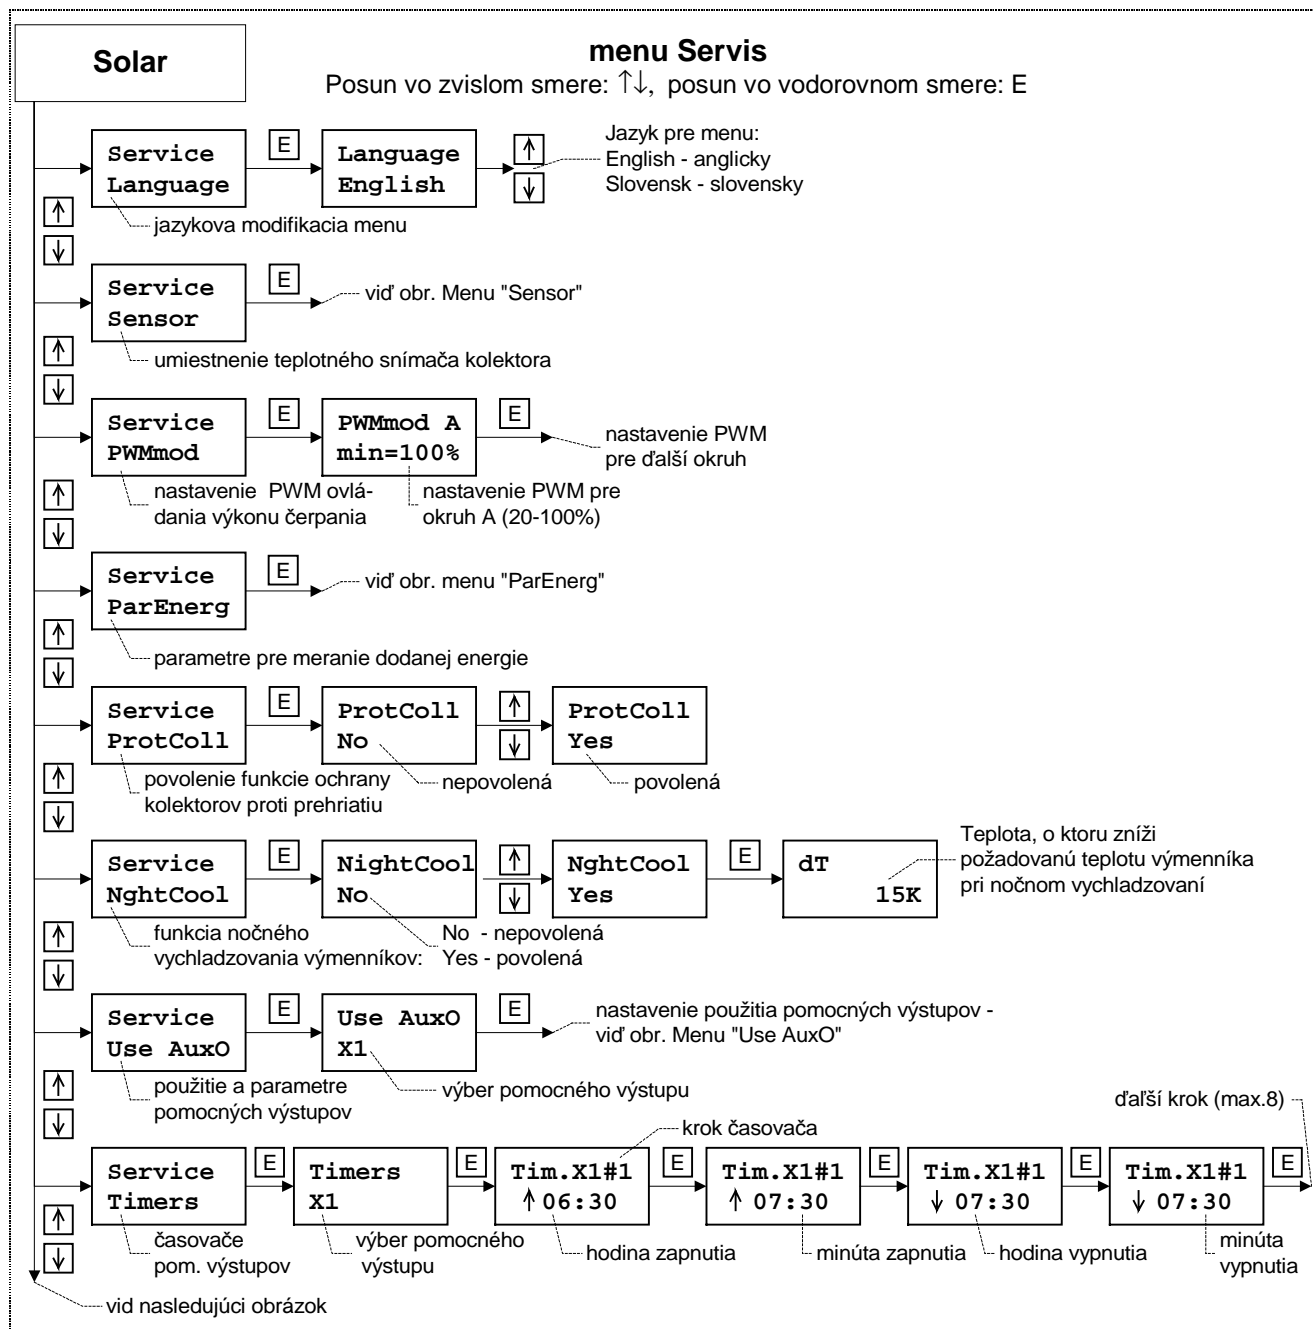 Solar
menu Servis
Posun vo zvislom smere: ↑↓, posun vo vodorovnom smere: E
Service
Language
E
Language
English
↑
↓
Jazyk pre menu:
English - anglicky
Slovensk - slovensky
jazykova modifikacia menu
↑
↓
Service
Sensor
E
viď obr. Menu "Sensor"
umiestnenie teplotného snímača kolektora
↑
↓
Service
PWMmod
E
PWMmod A
min=100%
E
nastavenie PWM
pre ďalší okruh
nastavenie PWM ovlá-
dania výkonu čerpania
nastavenie PWM pre
okruh A (20-100%)
↑
↓
Service
ParEnerg
E
viď obr. menu "ParEnerg"
parametre pre meranie dodanej energie
↑
↓
Service
ProtColl
E
ProtColl
No
↑
↓
ProtColl
Yes
povolenie funkcie ochrany
kolektorov proti prehriatiu
nepovolená
povolená
↑
↓
Service
NghtCool
E
NightCool
No
↑
↓
NghtCool
Yes
E
dT
15K
Teplota, o ktoru zníži
požadovanú teplotu výmenníka
pri nočnom vychladzovaní
funkcia nočného
vychladzovania výmenníkov:
No - nepovolená
Yes - povolená
↑
↓
Service
Use AuxO
E
Use AuxO
X1
E
nastavenie použitia pomocných výstupov -
viď obr. Menu "Use AuxO"
použitie a parametre
pomocných výstupov
výber pomocného výstupu
↑
↓
ďaľší krok (max.8)
krok časovača
Service
Timers
E
Timers
X1
E
Tim.X1#1
↑ 06:30
E
Tim.X1#1
↑ 07:30
E
Tim.X1#1
↓ 07:30
E
Tim.X1#1
↓ 07:30
E
časovače
pom. výstupov
výber pomocného
výstupu
hodina zapnutia
minúta zapnutia
hodina vypnutia
minúta
vypnutia
↑
↓
vid nasledujúci obrázok